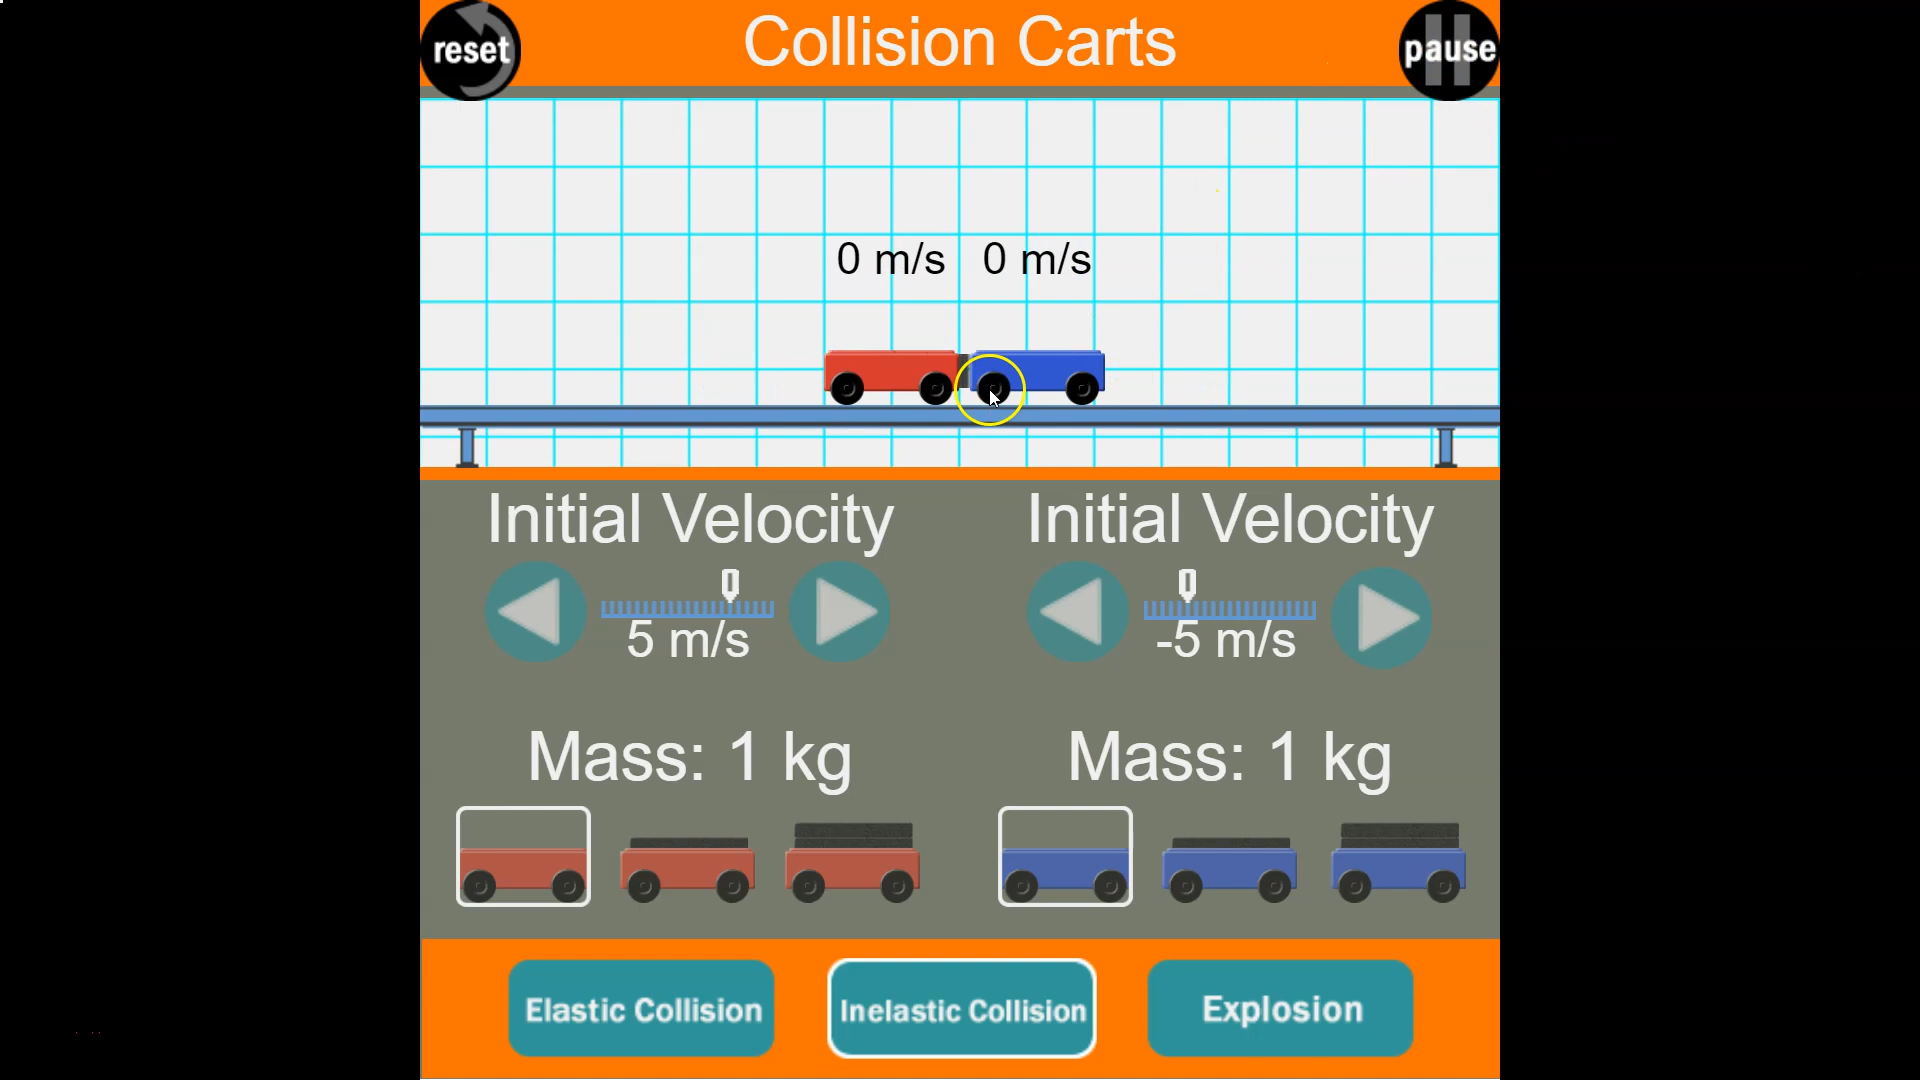 reset
Collision Carts
pause
0 m/s 0 m/s
Initial Velocity Initial Velocity
5 m/s -5 m/s
Mass: 1 kg Mass: 1 kg
Elastic Collision Inelastic Collision Explosion